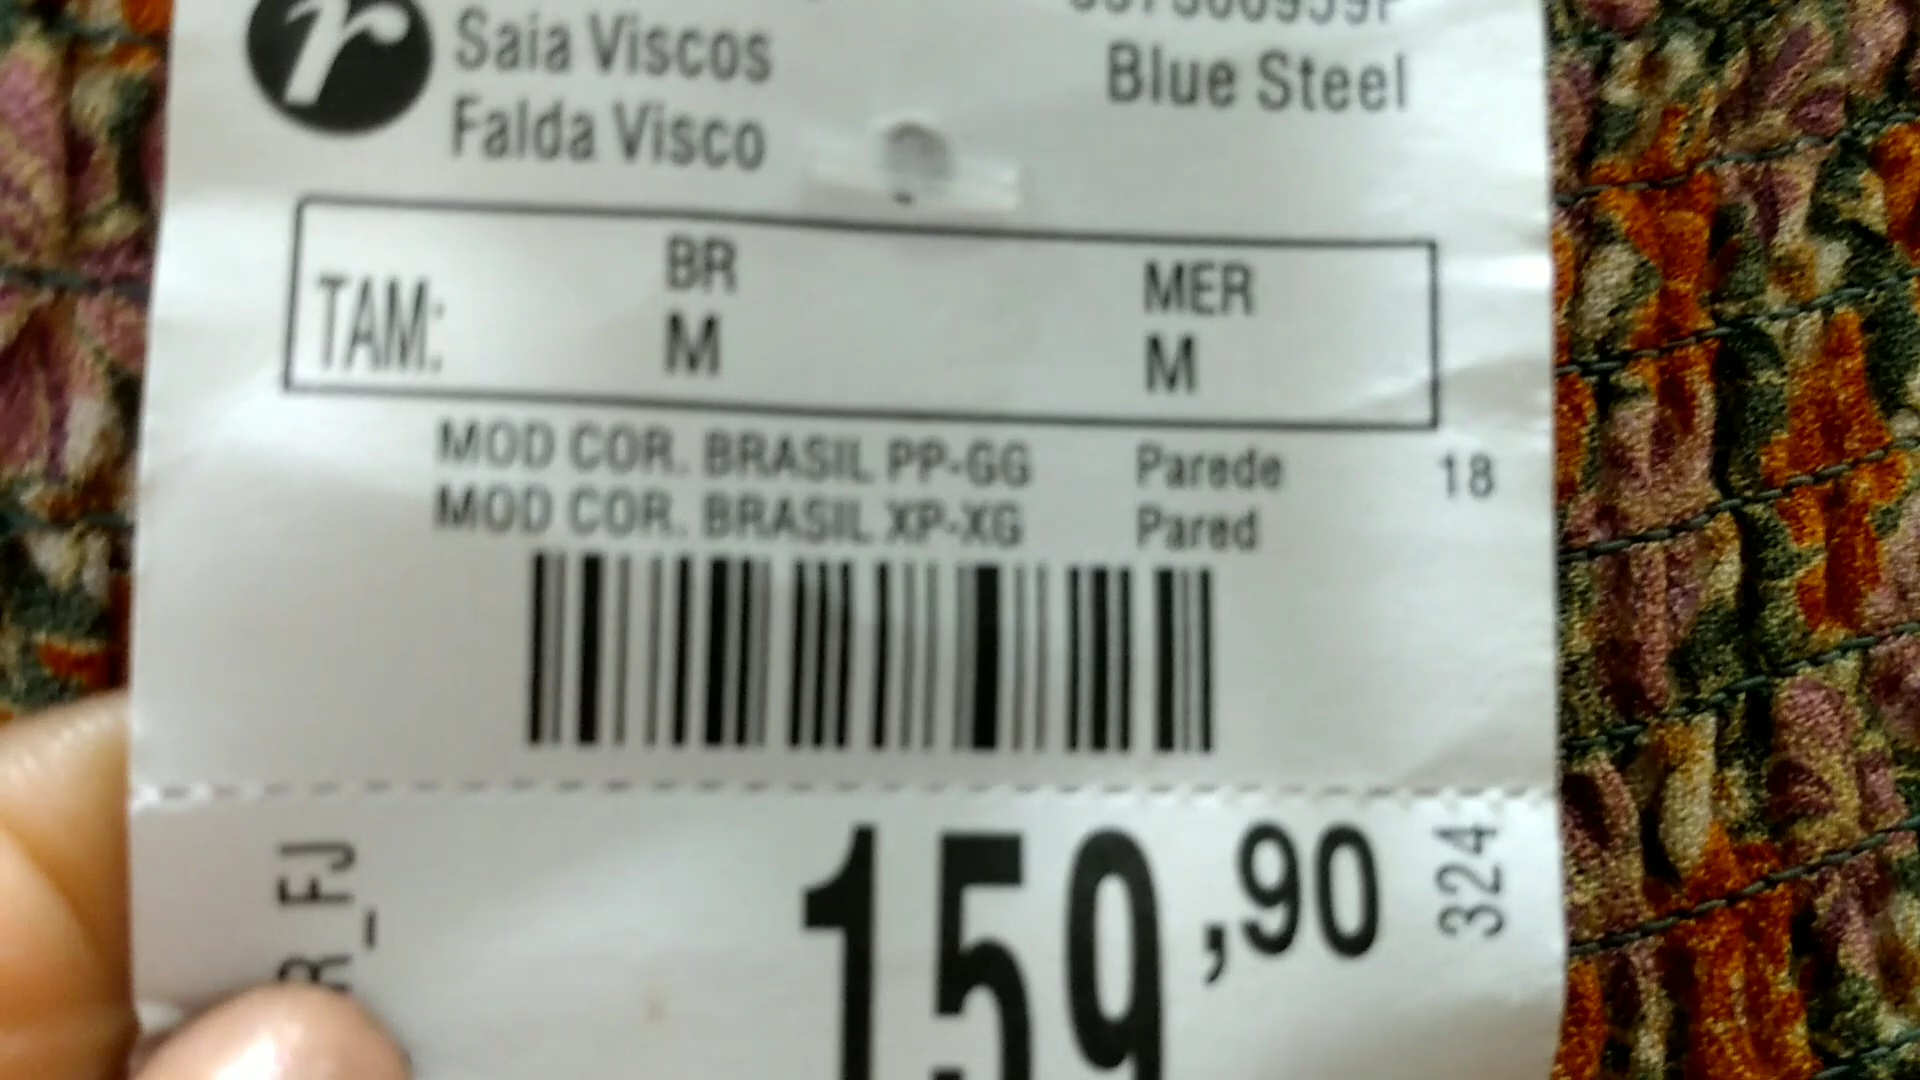 r
Saia Viscos
Falda Visco
Blue Steel
TAM:
BR
M
MER
M
MOD COR. BRASIL PP-GG Parede 18
MOD COR. BRASIL XP-XG Pared
R_FJ
159,90
324